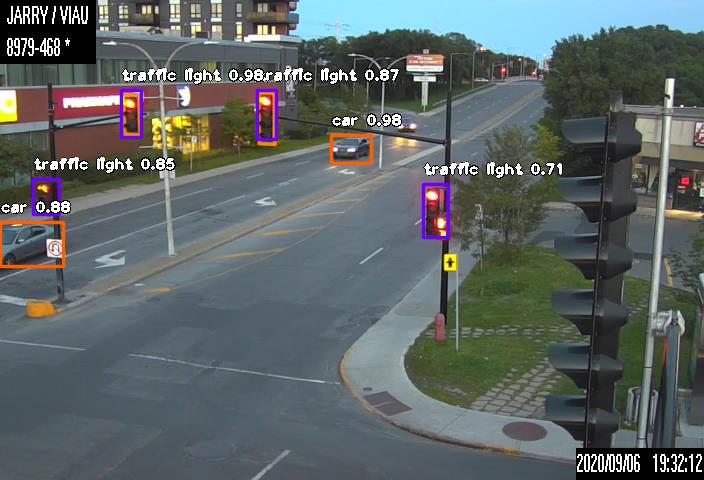 JARRY / VIAU
8979-468 *
traffic light 0.98
traffic light 0.87
car 0.98
traffic light 0.85
traffic light 0.71
car 0.88
2020/09/06 19:32:12